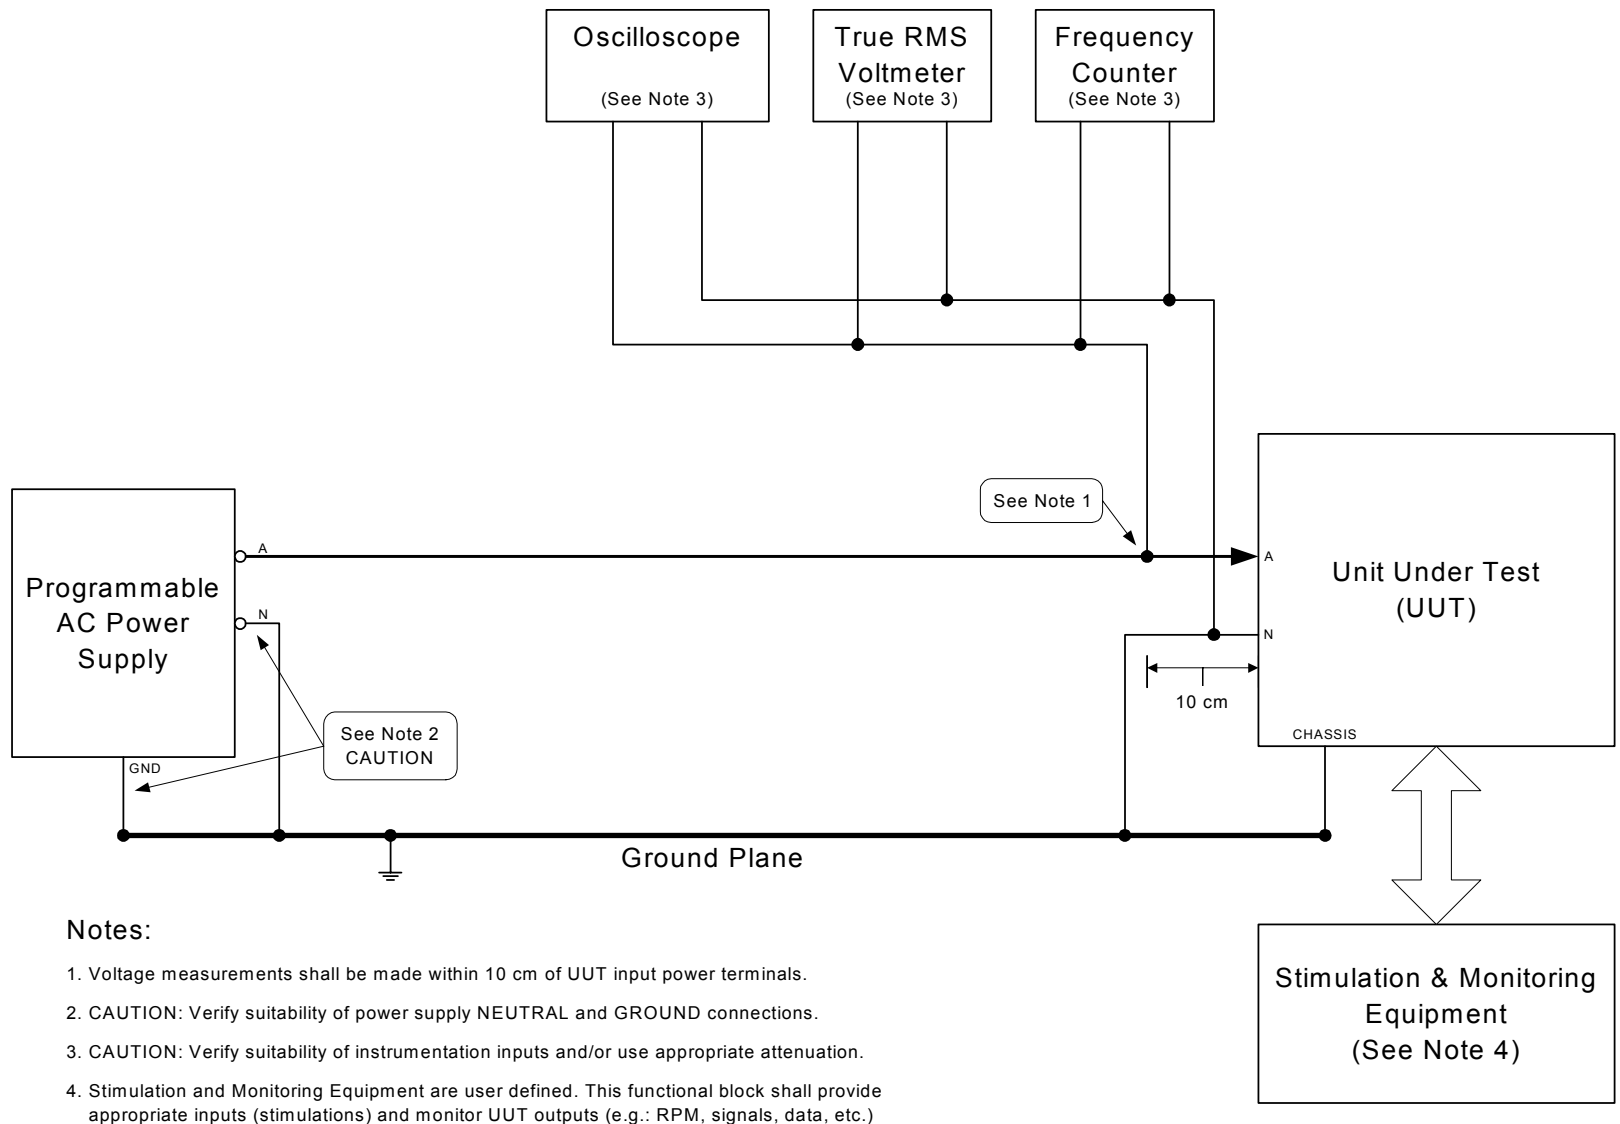 Oscilloscope
(See Note 3)
True RMS
Voltmeter
(See Note 3)
Frequency
Counter
(See Note 3)
See Note 1
Programmable
AC Power
Supply
A
N
GND
See Note 2
CAUTION
A
N
Unit Under Test
(UUT)
10 cm
CHASSIS
Ground Plane
Stimulation & Monitoring
Equipment
(See Note 4)
Notes:
1. Voltage measurements shall be made within 10 cm of UUT input power terminals.
2. CAUTION: Verify suitability of power supply NEUTRAL and GROUND connections.
3. CAUTION: Verify suitability of instrumentation inputs and/or use appropriate attenuation.
4. Stimulation and Monitoring Equipment are user defined. This functional block shall provide
appropriate inputs (stimulations) and monitor UUT outputs (e.g.: RPM, signals, data, etc.)